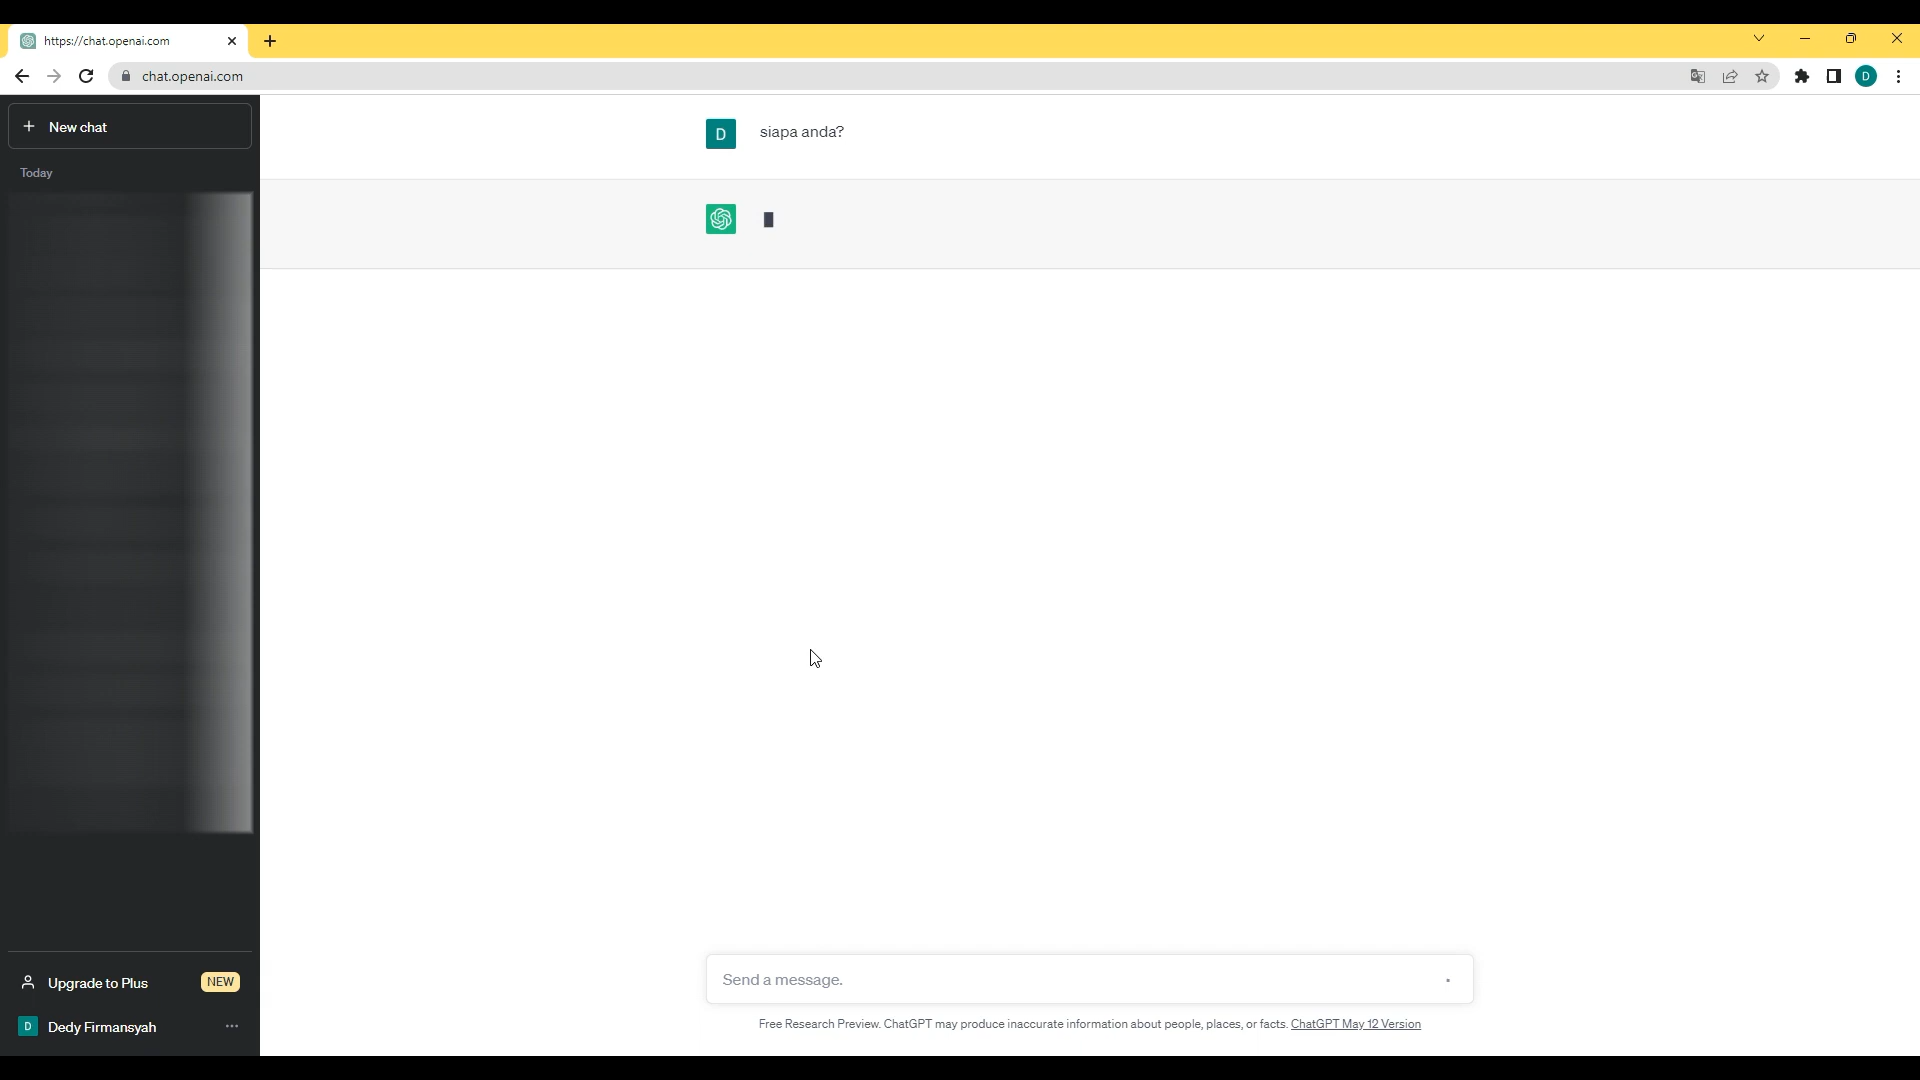 https://chat.openai.com
chat.openai.com
D
New chat
Today
D
siapa anda?
Send a message.
Free Research Preview. ChatGPT may produce inaccurate information about people, places, or facts. ChatGPT May 12 Version
Upgrade to Plus
NEW
D
Dedy Firmansyah